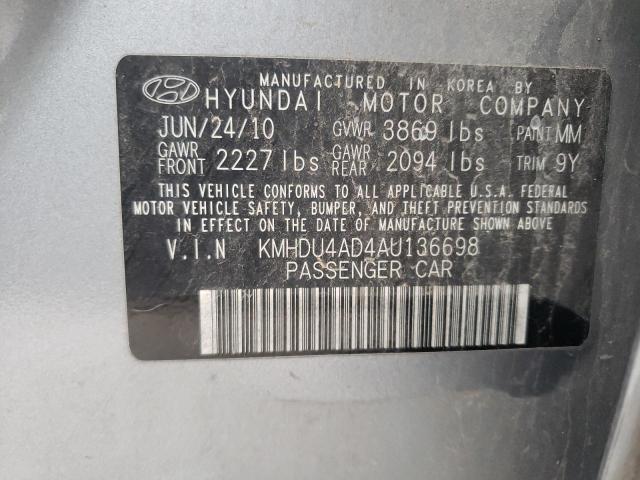 MANUFACTURED IN KOREA BY
HYUNDAI MOTOR COMPANY
JUN/24/10 GVWR 3869 lbs PAINT MM
GAWR FRONT 2227 lbs GAWR REAR 2094 lbs TRIM 9Y
THIS VEHICLE CONFORMS TO ALL APPLICABLE U.S.A. FEDERAL
MOTOR VEHICLE SAFETY, BUMPER, AND THEFT PREVENTION
STANDARDS IN EFFECT ON THE DATE OF MANUFACTURE SHOWN ABOVE.
V.I.N KMHDU4AD4AU136698
PASSENGER CAR